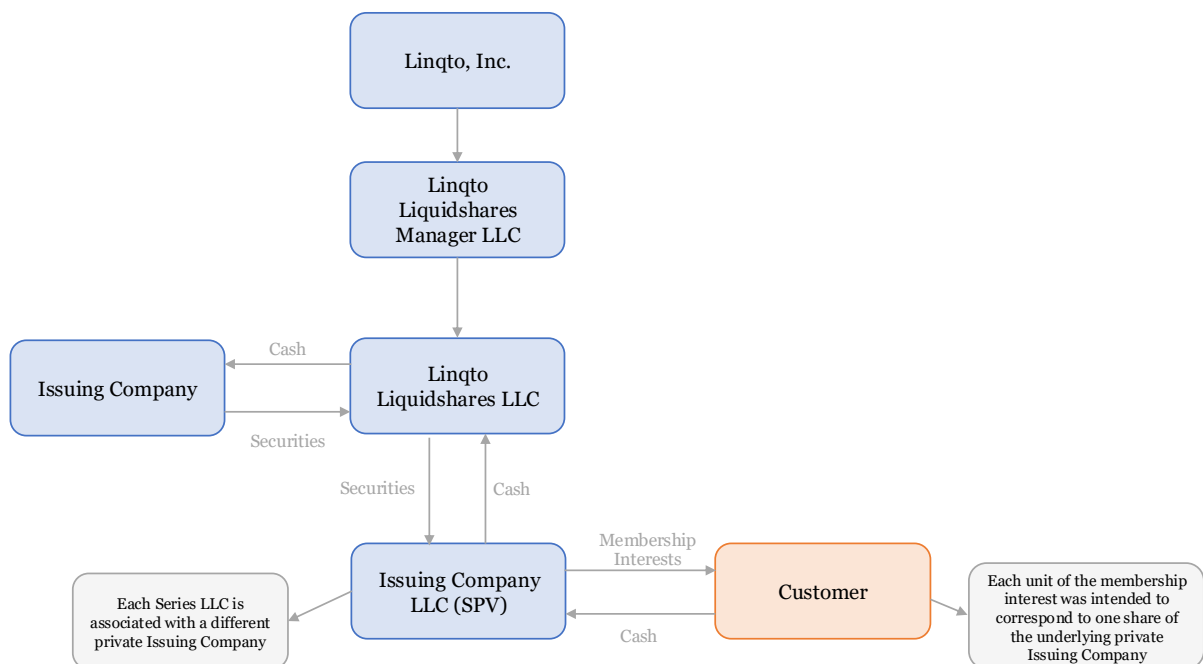 Linqto, Inc.
Linqto
Liquidshares
Manager LLC
Cash
Issuing Company
Linqto
Liquidshares LLC
Securities
Securities
Cash
Membership
Interests
Issuing Company
LLC (SPV)
Customer
Cash
Each Series LLC is
associated with a different
private Issuing Company
Each unit of the membership
interest was intended to
correspond to one share of
the underlying private
Issuing Company